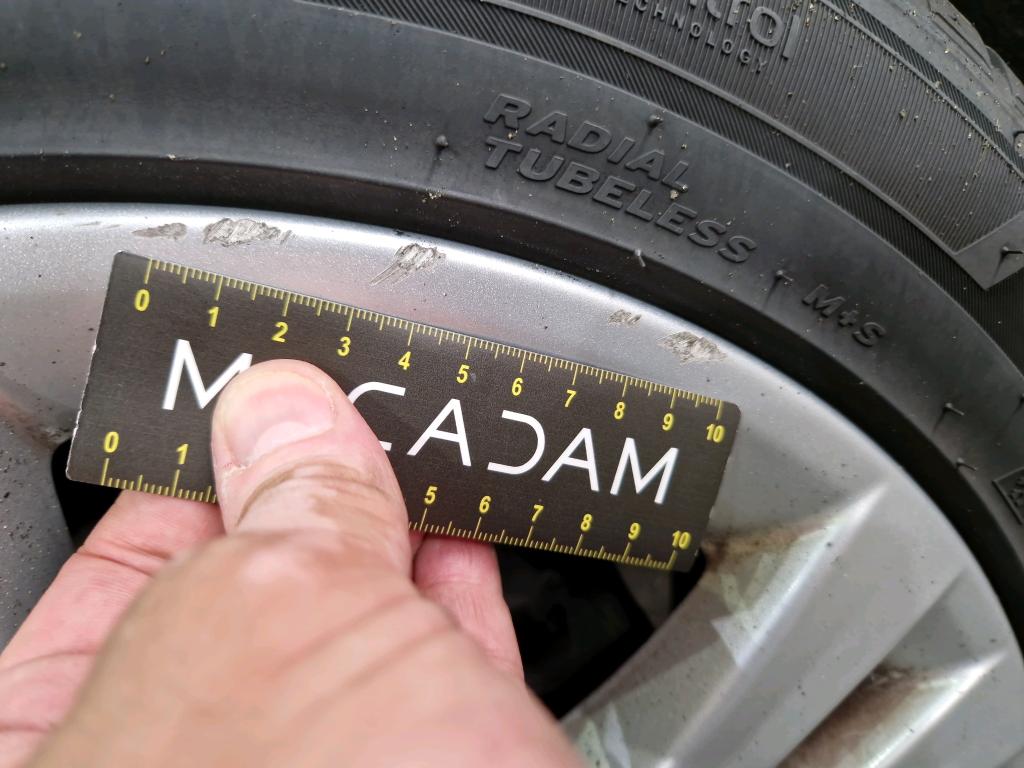 TECHNOLOGY
RADIAL
TUBELESS
M+S
0 1 2 3 4 5 6 7 8 9 10
MACADAM
0 1 5 6 7 8 9 10